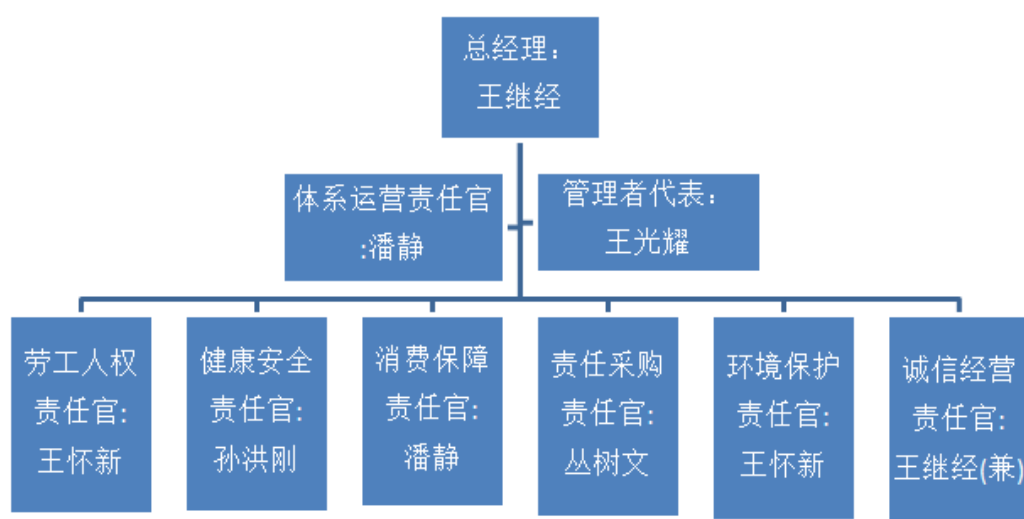 总经理：
王继经
体系运营责任官
:潘静
管理者代表：
王光耀
劳工人权
责任官:
王怀新
健康安全
责任官:
孙洪刚
消费保障
责任官:
潘静
责任采购
责任官:
丛树文
环境保护
责任官:
王怀新
诚信经营
责任官:
王继经(兼)